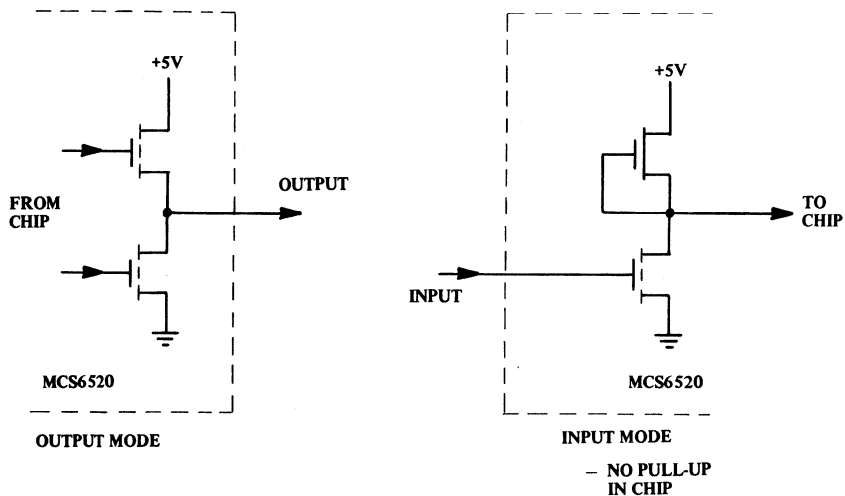 +5V
FROM
CHIP
OUTPUT
MCS6520
OUTPUT MODE
+5V
TO
CHIP
INPUT
MCS6520
INPUT MODE
— NO PULL-UP
IN CHIP